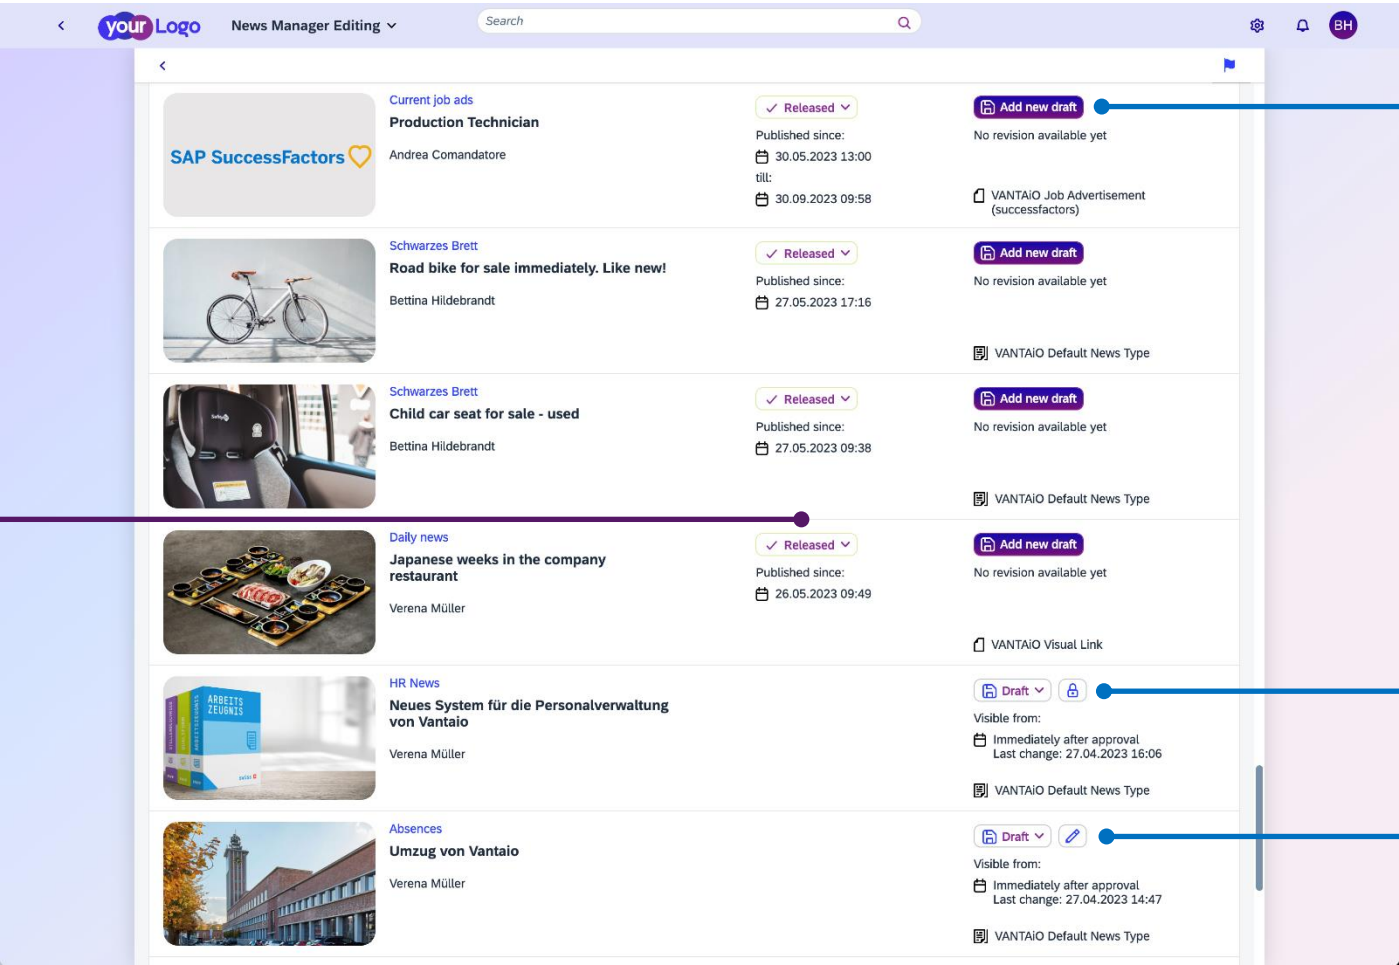 your Logo
News Manager Editing
Search
BH
SAP SuccessFactors
Current job ads
Production Technician
Andrea Comandatore
Released
Published since:
30.05.2023 13:00
till:
30.09.2023 09:58
Add new draft
No revision available yet
VANTAiO Job Advertisement
(successfactors)
Schwarzes Brett
Road bike for sale immediately. Like new!
Bettina Hildebrandt
Released
Published since:
27.05.2023 17:16
Add new draft
No revision available yet
VANTAiO Default News Type
Schwarzes Brett
Child car seat for sale - used
Bettina Hildebrandt
Released
Published since:
27.05.2023 09:38
Add new draft
No revision available yet
VANTAiO Default News Type
Daily news
Japanese weeks in the company
restaurant
Verena Müller
Released
Published since:
26.05.2023 09:49
Add new draft
No revision available yet
VANTAiO Visual Link
ARBEITS
ZEUGNIS
HR News
Neues System für die Personalverwaltung
von Vantaio
Verena Müller
Draft
Visible from:
Immediately after approval
Last change: 27.04.2023 16:06
VANTAiO Default News Type
Absences
Umzug von Vantaio
Verena Müller
Draft
Visible from:
Immediately after approval
Last change: 27.04.2023 14:47
VANTAiO Default News Type